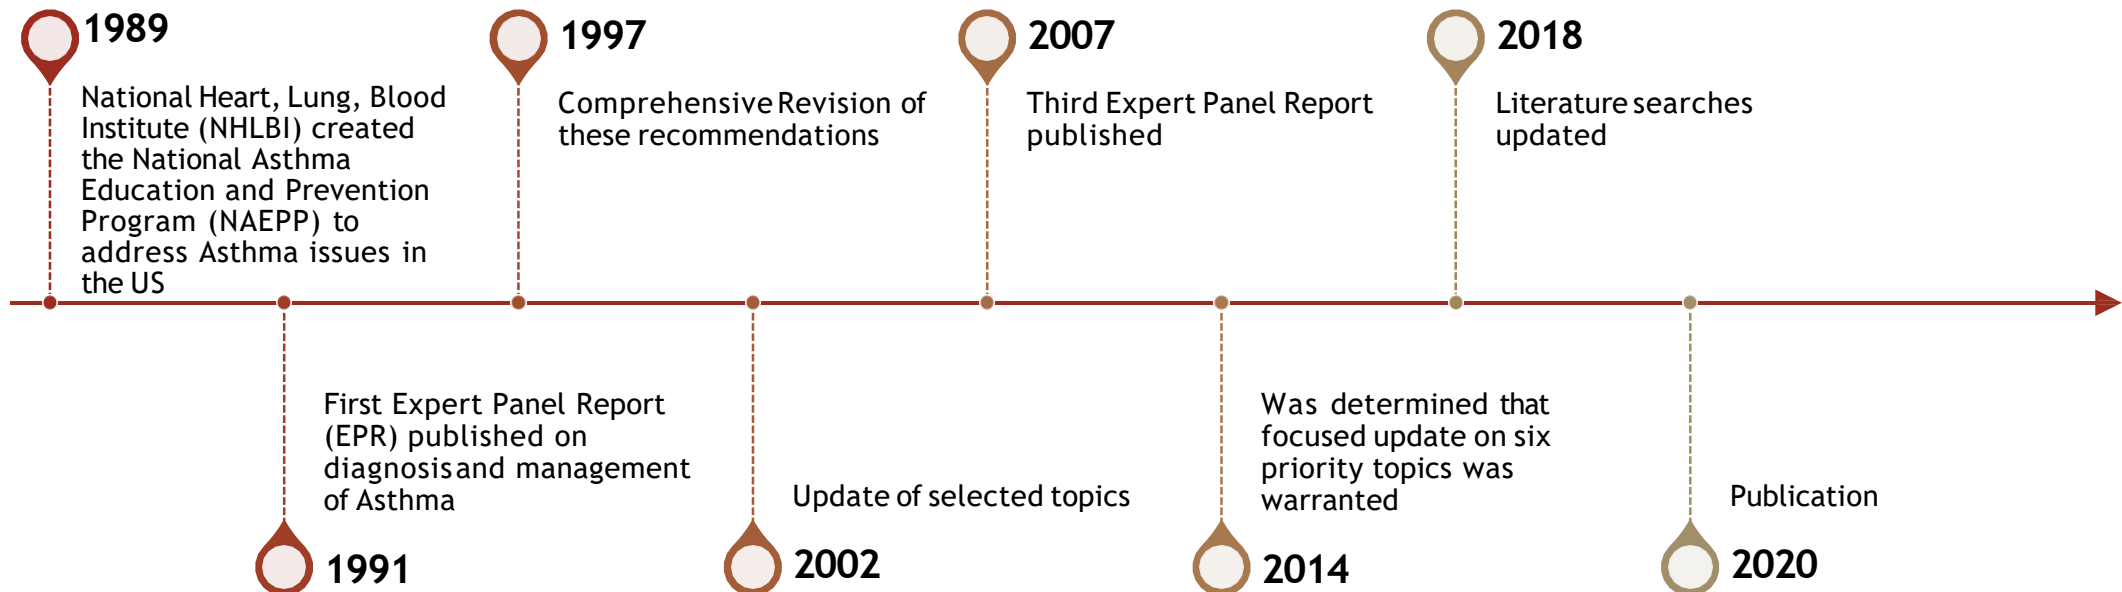 1989
National Heart, Lung, Blood
Institute (NHLBI) created
the National Asthma
Education and Prevention
Program (NAEPP) to
address Asthma issues in
the US
First Expert Panel Report
(EPR) published on
diagnosis and management
of Asthma
1991
1997
Comprehensive Revision of
these recommendations
Update of selected topics
2002
2007
Third Expert Panel Report
published
Was determined that
focused update on six
priority topics was
warranted
2014
2018
Literature searches
updated
Publication
2020